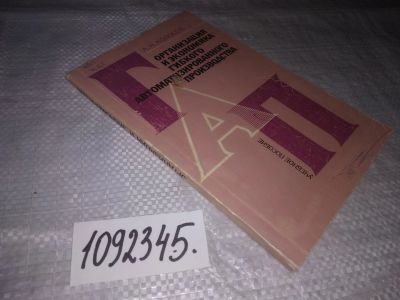 ОРГАНИЗАЦИЯ
И ЭКОНОМИКА
ГИБКОГО
АВТОМАТИЗИРОВАННОГО
ПРОИЗВОДСТВА
ГАП
УЧЕБНОЕ ПОСОБИЕ
1092345.